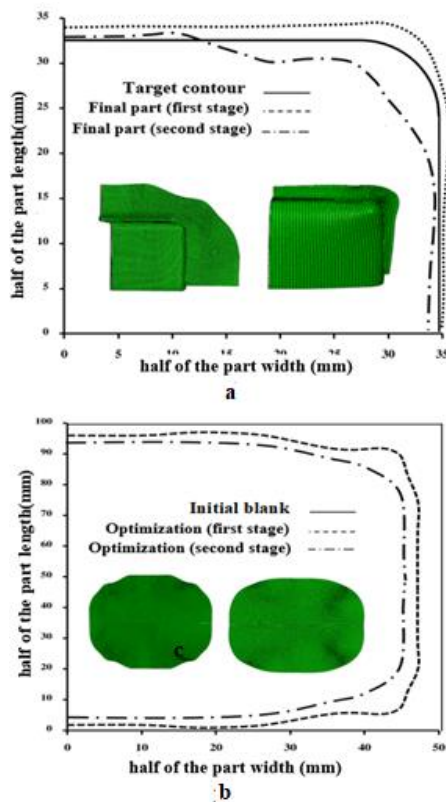 35
30
25
20
15
10
5
0
half of the part length(mm)
Target contour
Final part (first stage)
Final part (second stage)
0 5 10 15 20 25 30 35
half of the part width (mm)
a
100
90
80
70
60
50
40
30
20
10
0
half of the part length(mm)
Initial blank
Optimization (first stage)
Optimization (second stage)
c
0 10 20 30 40 50
half of the part width (mm)
b